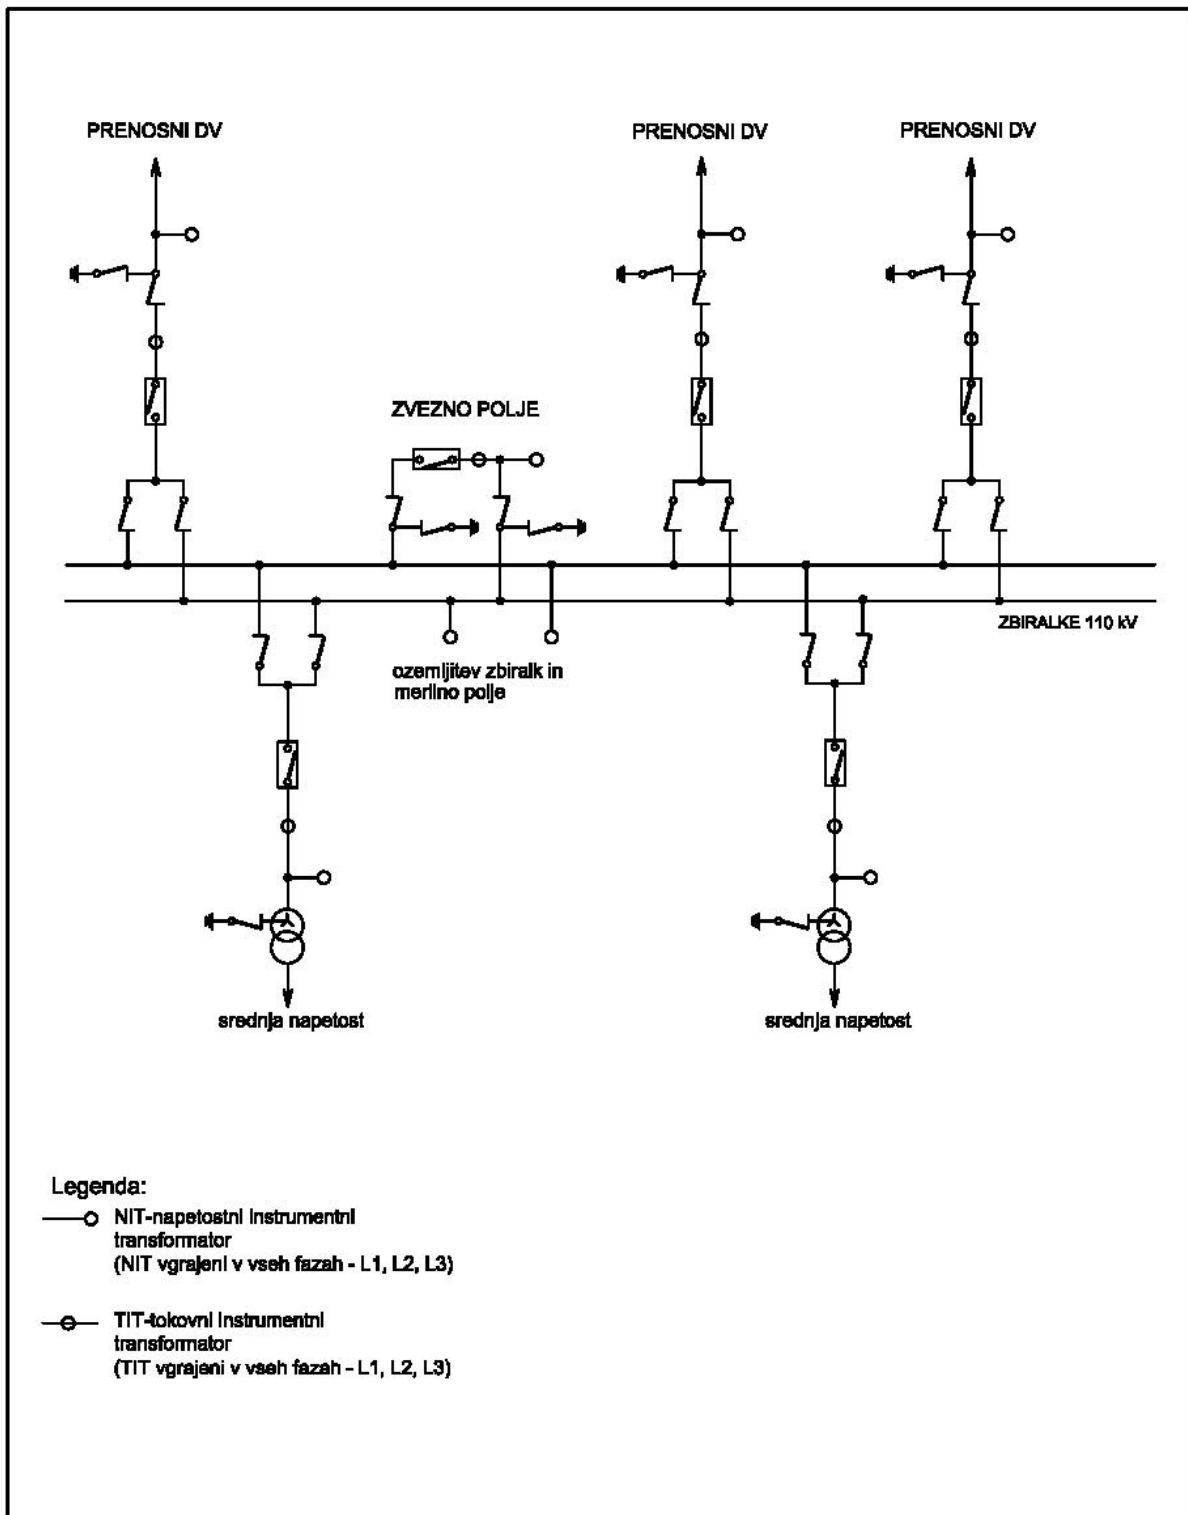 PRENOSNI DV
PRENOSNI DV
PRENOSNI DV
ZVEZNO POLJE
ZBIRALKE 110 kV
ozemljitev zbiralk in
merilno polje
srednja napetost
srednja napetost
Legenda:
NIT-napetostni instrumentni
transformator
(NIT vgrajeni v vseh fazah - L1, L2, L3)
TIT-tokovni instrumentni
transformator
(TIT vgrajeni v vseh fazah - L1, L2, L3)